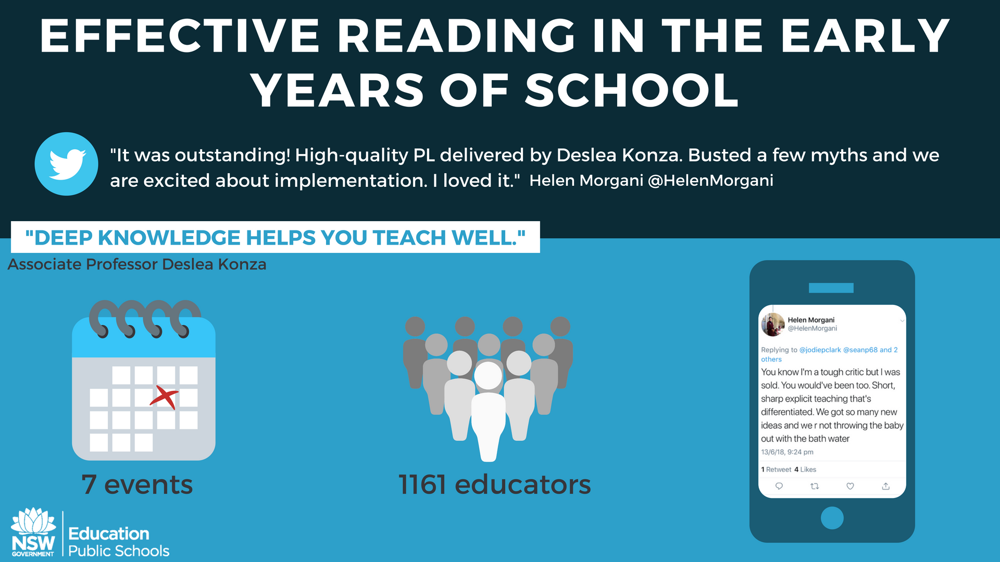 EFFECTIVE READING IN THE EARLY
YEARS OF SCHOOL
"It was outstanding! High-quality PL delivered by Deslea Konza. Busted a few myths and we
are excited about implementation. I loved it." Helen Morgani @HelenMorgani
"DEEP KNOWLEDGE HELPS YOU TEACH WELL."
Associate Professor Deslea Konza
7 events
1161 educators
Helen Morgani
@HelenMorgani
Replying to @jodiepclark @seanp68 and 2
others
You know I'm a tough critic but I was
sold. You would've been too. Short,
sharp explicit teaching that's
differentiated. We got so many new
ideas and we r not throwing the baby
out with the bath water
13/6/18, 9:24 pm
1 Retweet 4 Likes
NSW
GOVERNMENT
Education
Public Schools